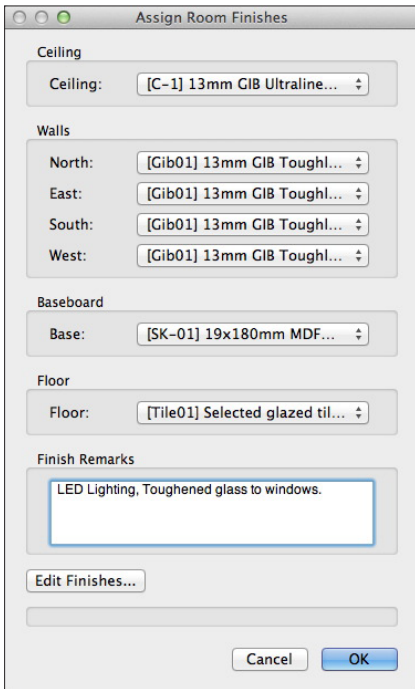 Assign Room Finishes
Ceiling
Ceiling: [C-1] 13mm GIB Ultraline...
Walls
North: [Gib01] 13mm GIB Toughl...
East: [Gib01] 13mm GIB Toughl...
South: [Gib01] 13mm GIB Toughl...
West: [Gib01] 13mm GIB Toughl...
Baseboard
Base: [SK-01] 19x180mm MDF...
Floor
Floor: [Tile01] Selected glazed til...
Finish Remarks
LED Lighting, Toughened glass to windows.
Edit Finishes...
Cancel OK